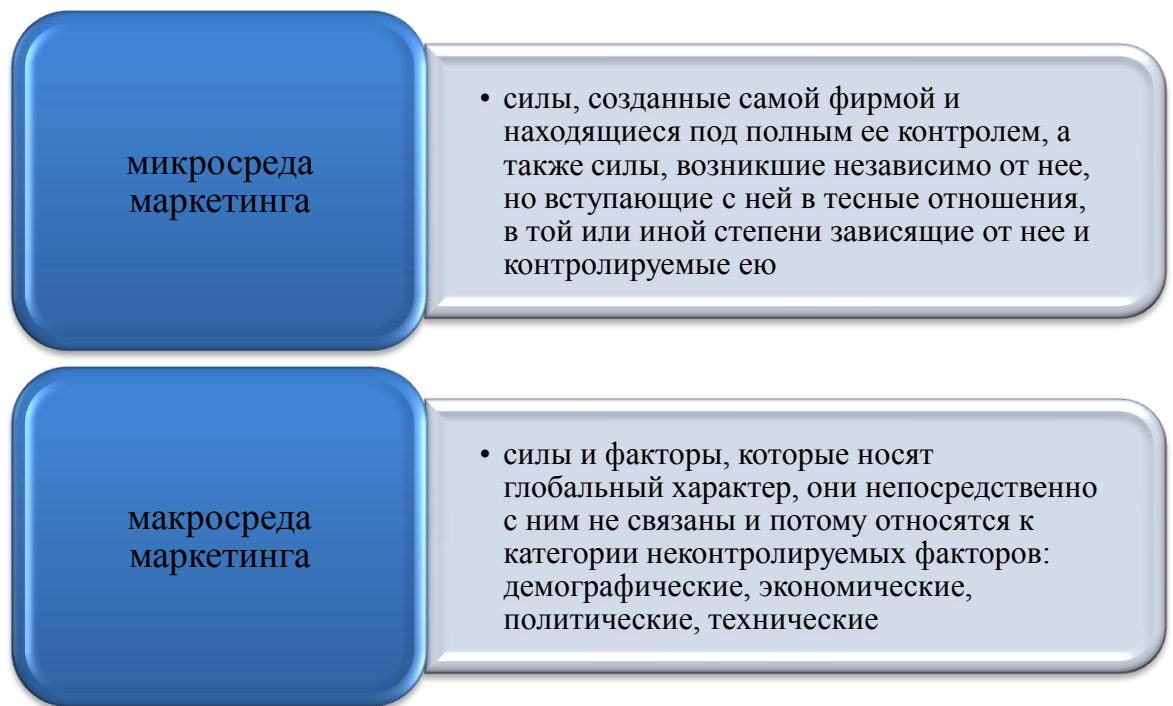 микросреда
маркетинга
• силы, созданные самой фирмой и
находящиеся под полным ее контролем, а
также силы, возникшие независимо от нее,
но вступающие с ней в тесные отношения,
в той или иной степени зависящие от нее и
контролируемые ею
макросреда
маркетинга
• силы и факторы, которые носят
глобальный характер, они непосредственно
с ним не связаны и потому относятся к
категории неконтролируемых факторов:
демографические, экономические,
политические, технические